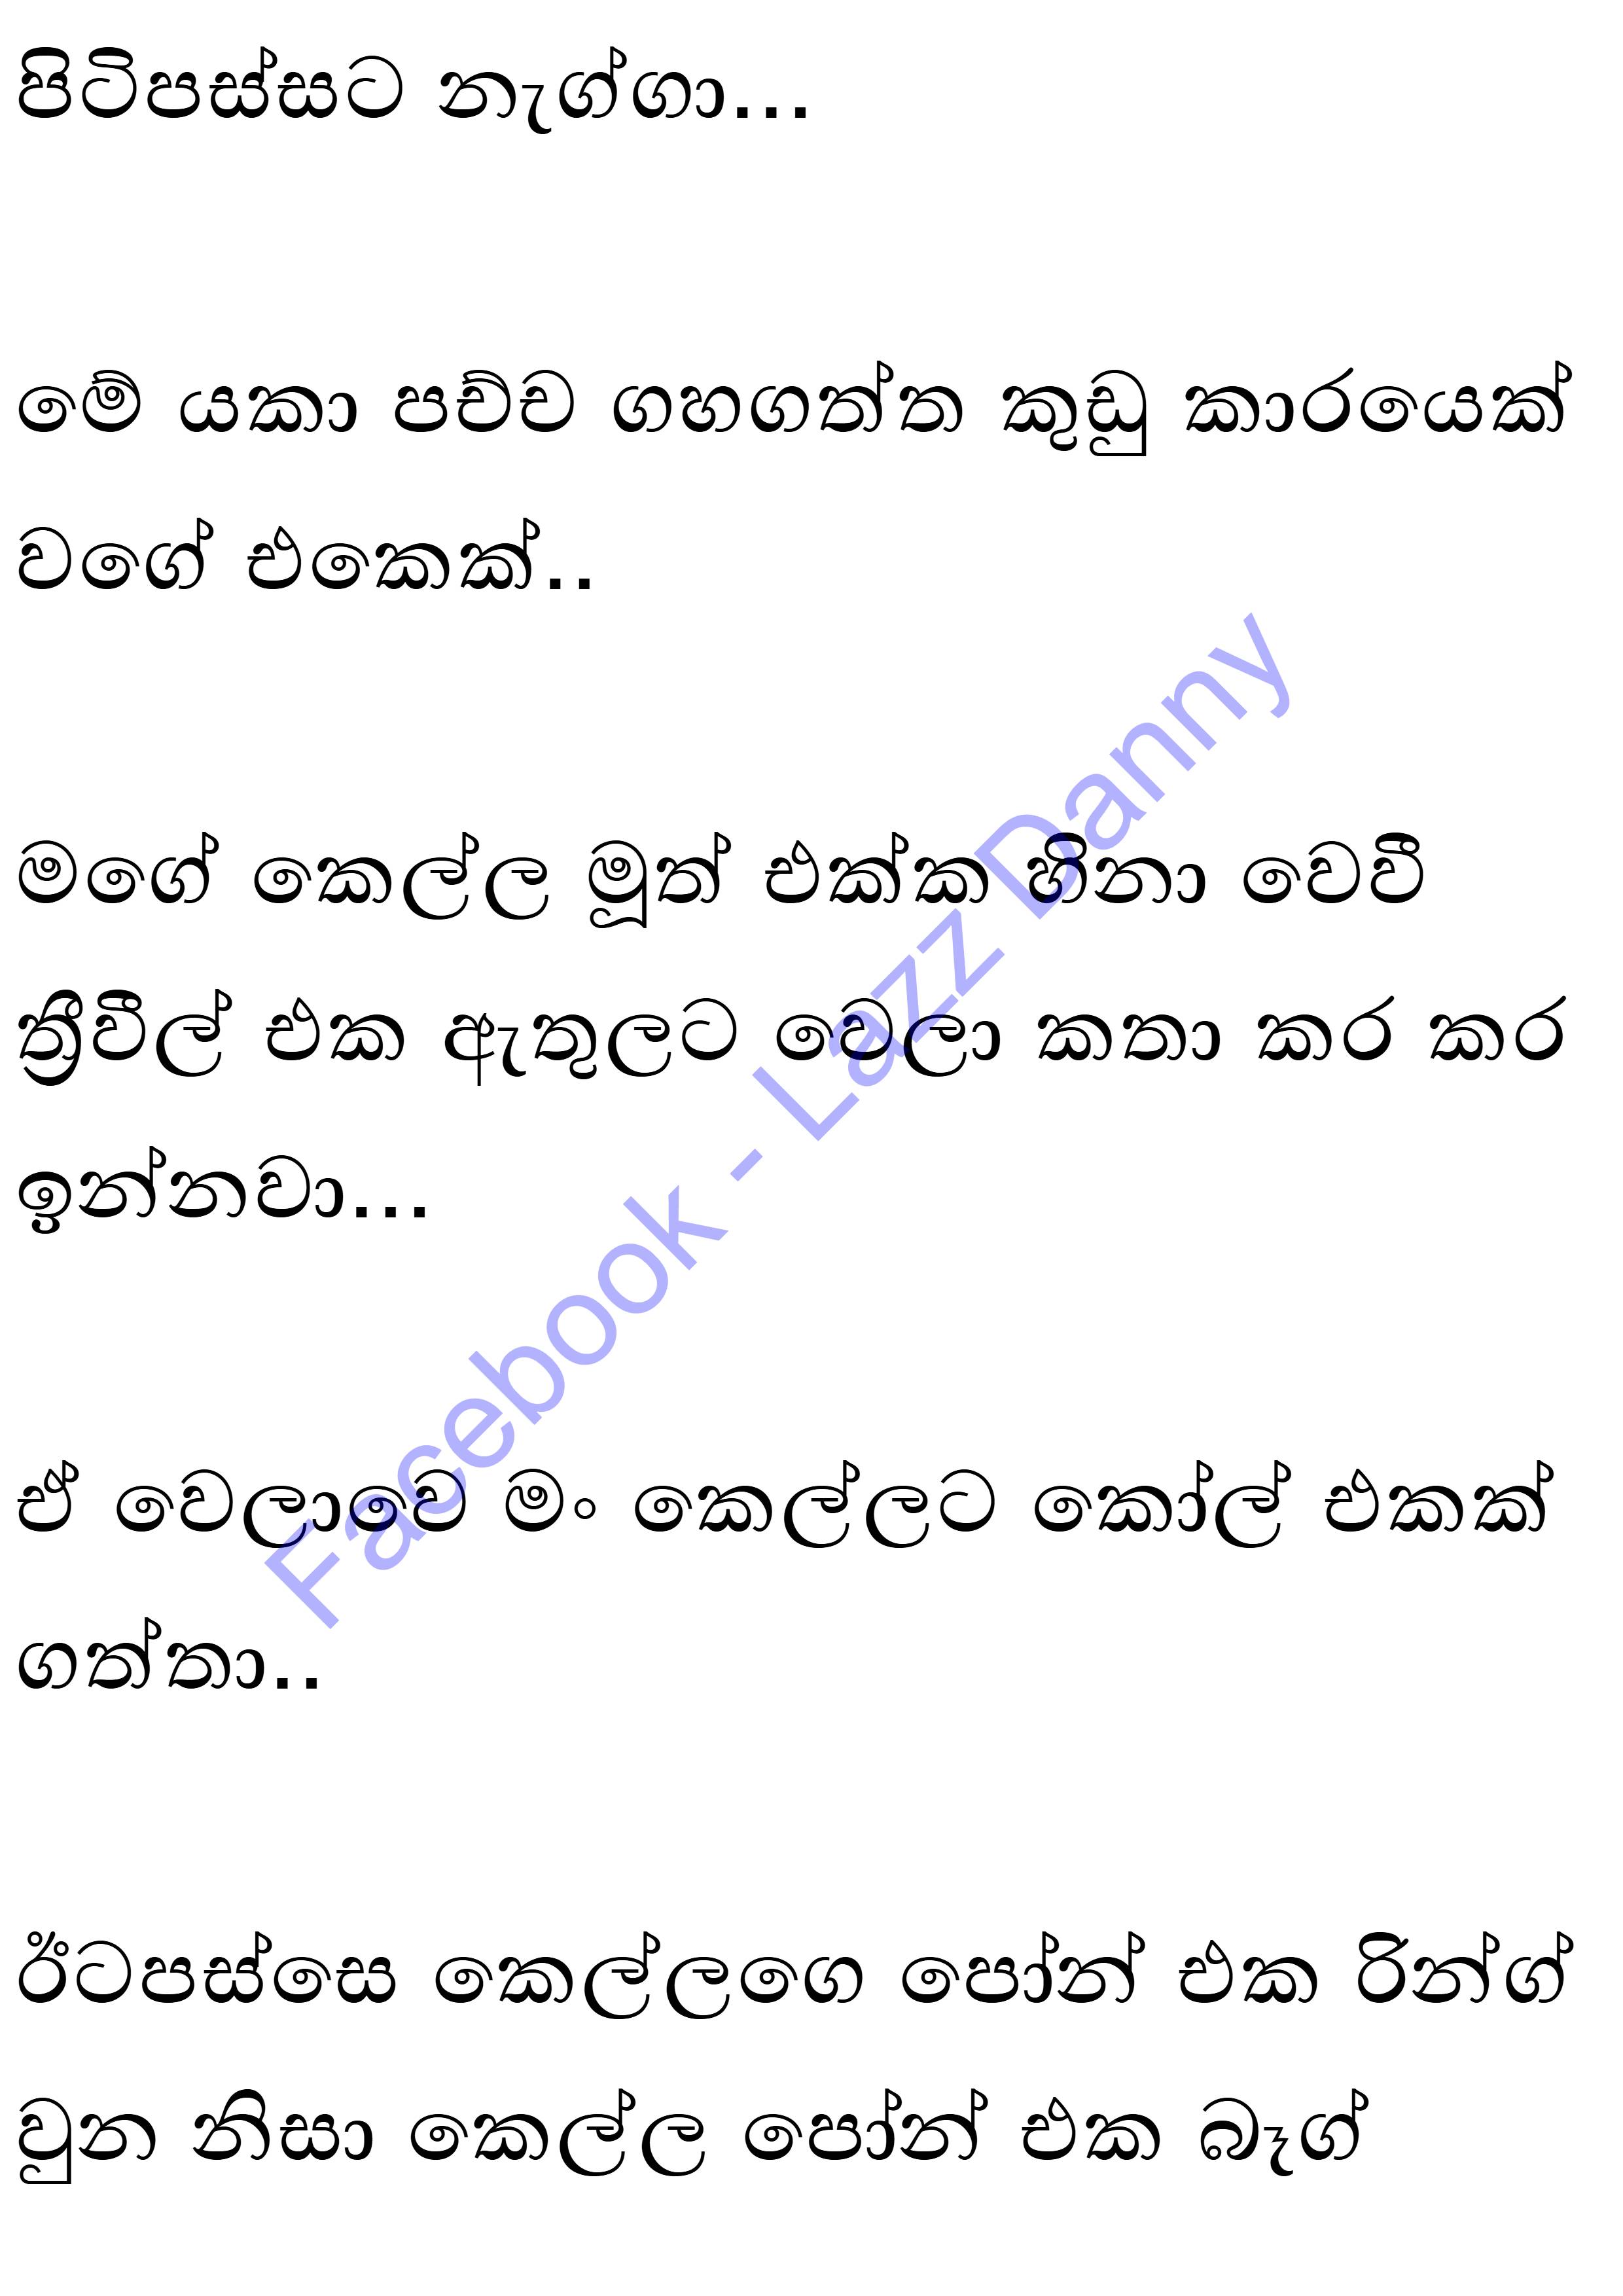 පිටිපස්සට නැග්ගා...
මේ යකා පච්ච ගහගත්ත කුඩු කාරයෙක්
වගේ එකෙක්..
මගේ කෙල්ල මූත් එක්ක හිනා වෙවී
ත්‍රීවීල් එක ඇතුලට වෙලා කතා කර කර
ඉන්නවා...
ඒ වෙලාවෙ මං කෙල්ලට කෝල් එකක්
ගත්තා..
ඊටපස්සෙ කෙල්ලගෙ පෝන් එක රින්ග්
වුන නිසා කෙල්ල පෝන් එක බෑග්
Facebook - Lazz Danny